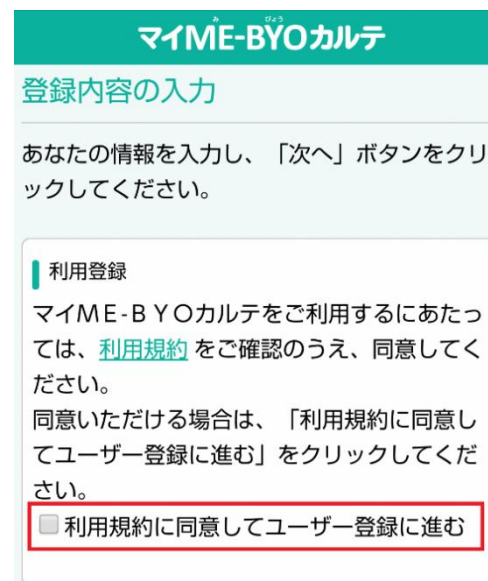 マイME-BYOカルテ
み びょう
登録内容の入力
あなたの情報を入力し、「次へ」ボタンをクリ
ックしてください。
利用登録
マイME-BYOカルテをご利用するにあたっ
ては、利用規約 をご確認のうえ、同意してく
ださい。
同意いただける場合は、「利用規約に同意し
てユーザー登録に進む」をクリックしてくだ
さい。
利用規約に同意してユーザー登録に進む